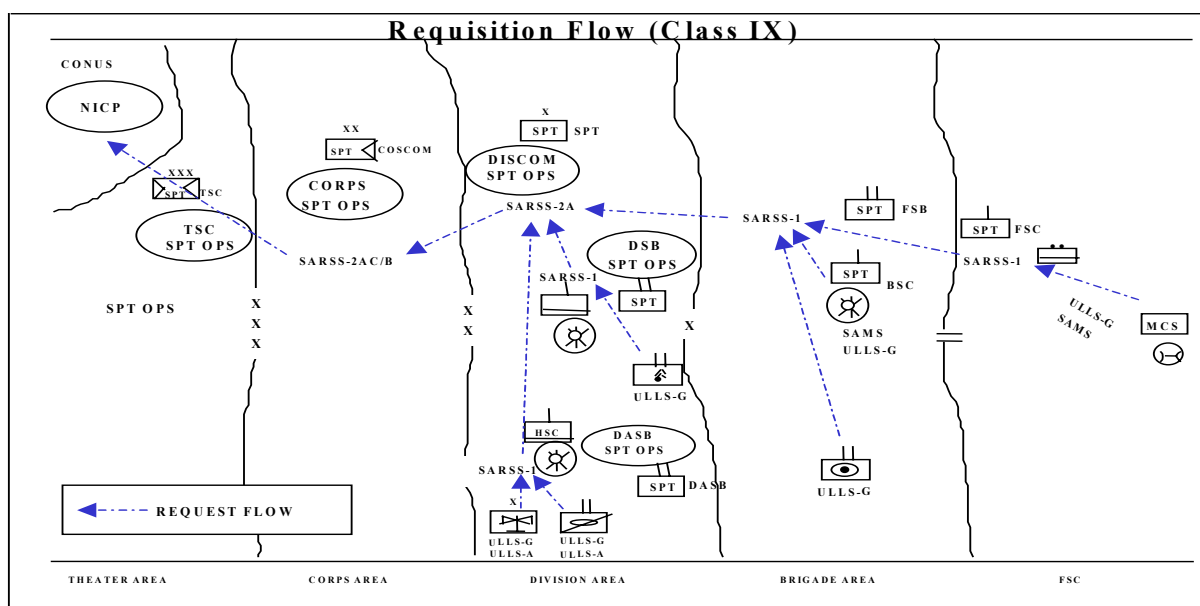 Requisition Flow (Class IX)
CONUS
NICP
XXX
SPT
TSC
TSC
SPT OPS
SPT OPS
XX
SPT
COSCOM
CORPS
SPT OPS
SARSS-2AC/B
X
X
X
X
SPT
SPT
DISCOM
SPT OPS
SARSS-2A
X
X
DSB
SPT OPS
SARSS-1
SPT
X
ULLS-G
HSC
DASB
SPT OPS
SARSS-1
SPT
DASB
X
ULLS-G
ULLS-A
ULLS-G
ULLS-A
SARSS-1
SPT
FSB
SPT
BSC
SAMS
ULLS-G
ULLS-G
SPT
FSC
SARSS-1
ULLS-G
SAMS
MCS
REQUEST FLOW
THEATER AREA
CORPS AREA
DIVISION AREA
BRIGADE AREA
FSC